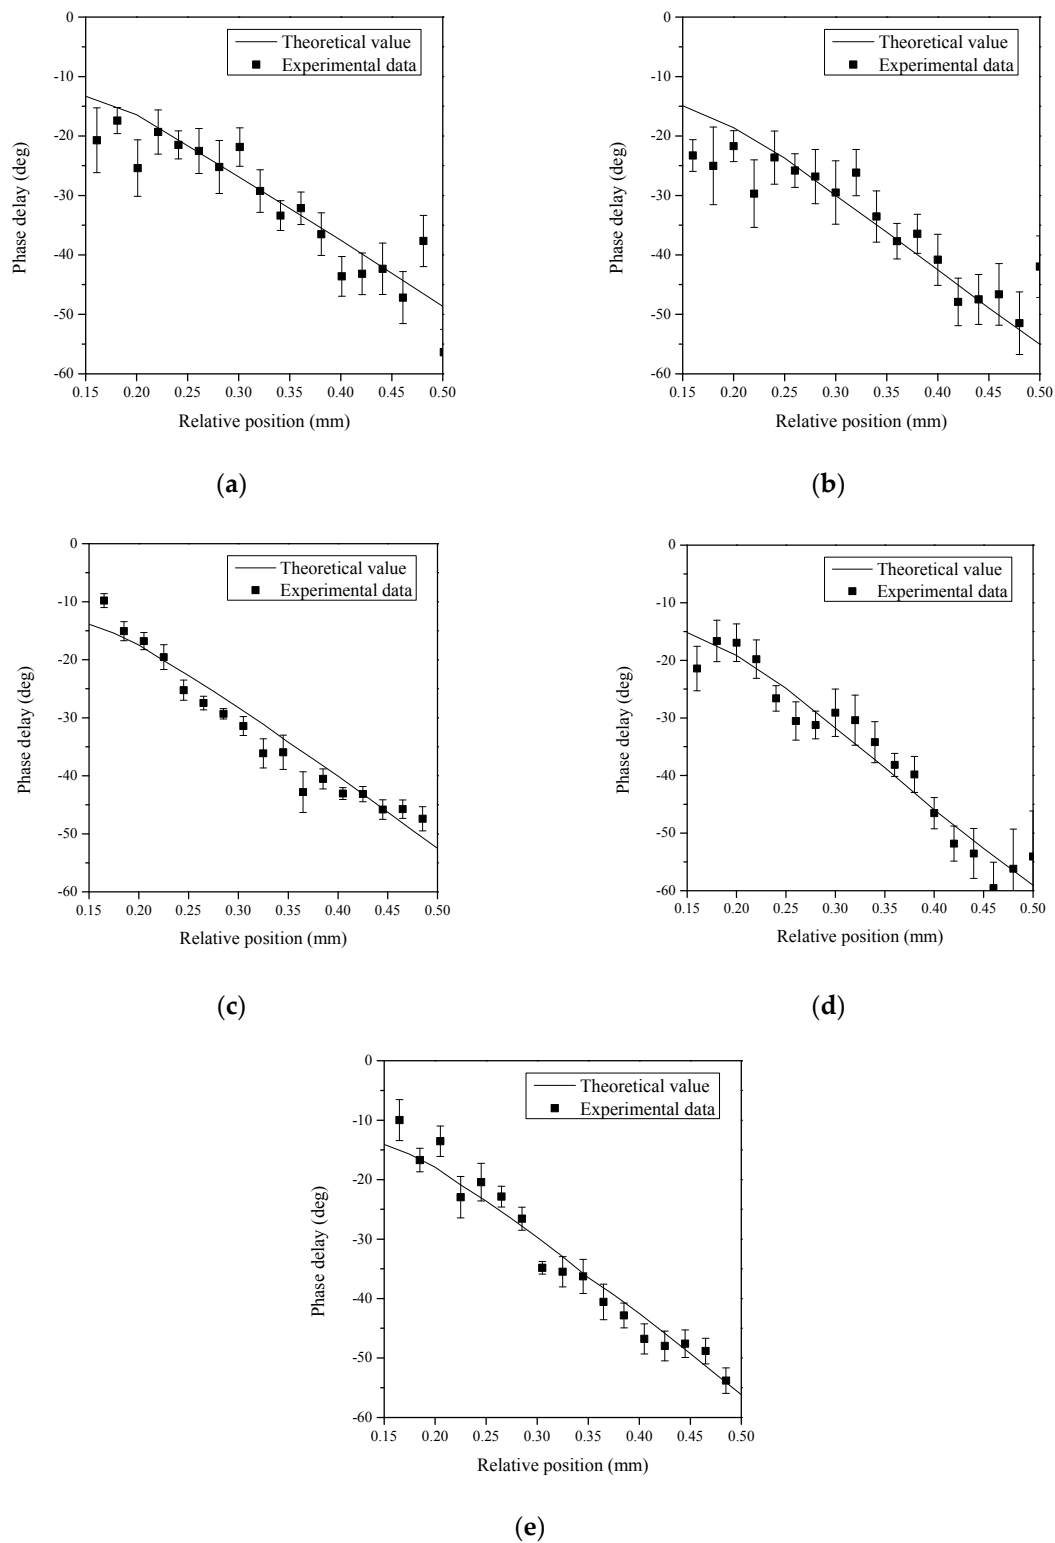 0
-10
-20
-30
-40
-50
-60
0.15 0.20 0.25 0.30 0.35 0.40 0.45 0.50
Phase delay (deg)
Relative position (mm)
Theoretical value
Experimental data
(a)
0
-10
-20
-30
-40
-50
-60
0.15 0.20 0.25 0.30 0.35 0.40 0.45 0.50
Phase delay (deg)
Relative position (mm)
Theoretical value
Experimental data
(b)
0
-10
-20
-30
-40
-50
-60
0.15 0.20 0.25 0.30 0.35 0.40 0.45 0.50
Phase delay (deg)
Relative position (mm)
Theoretical value
Experimental data
(c)
0
-10
-20
-30
-40
-50
-60
0.15 0.20 0.25 0.30 0.35 0.40 0.45 0.50
Phase delay (deg)
Relative position (mm)
Theoretical value
Experimental data
(d)
0
-10
-20
-30
-40
-50
-60
0.15 0.20 0.25 0.30 0.35 0.40 0.45 0.50
Phase delay (deg)
Relative position (mm)
Theoretical value
Experimental data
(e)